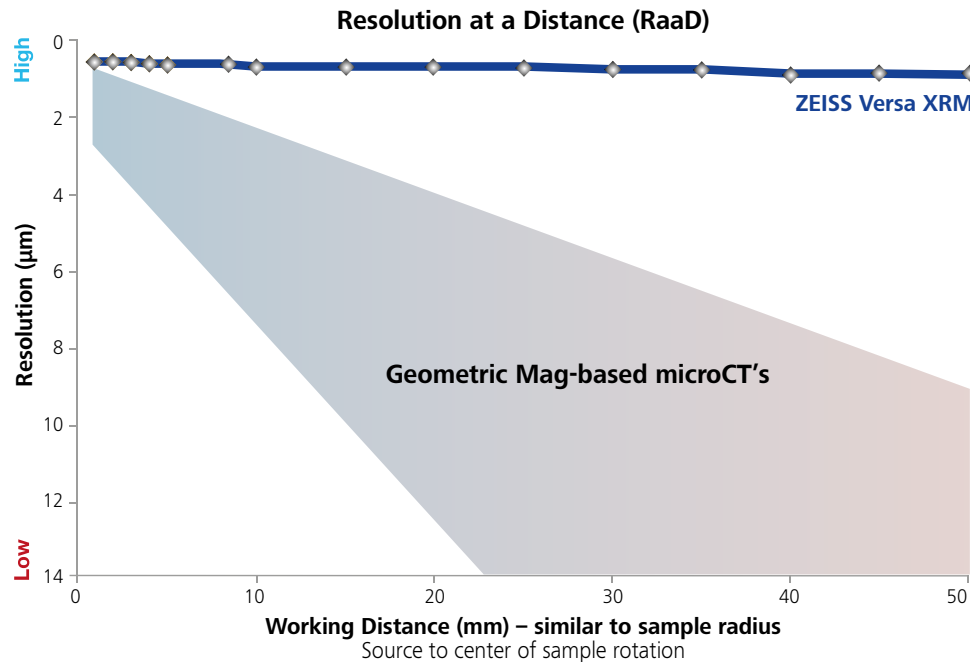 Resolution at a Distance (RaaD)
High
0
2
4
6
8
10
12
14
Resolution (µm)
Low
ZEISS Versa XRM
Geometric Mag-based microCT's
0 10 20 30 40 50
Working Distance (mm) – similar to sample radius
Source to center of sample rotation